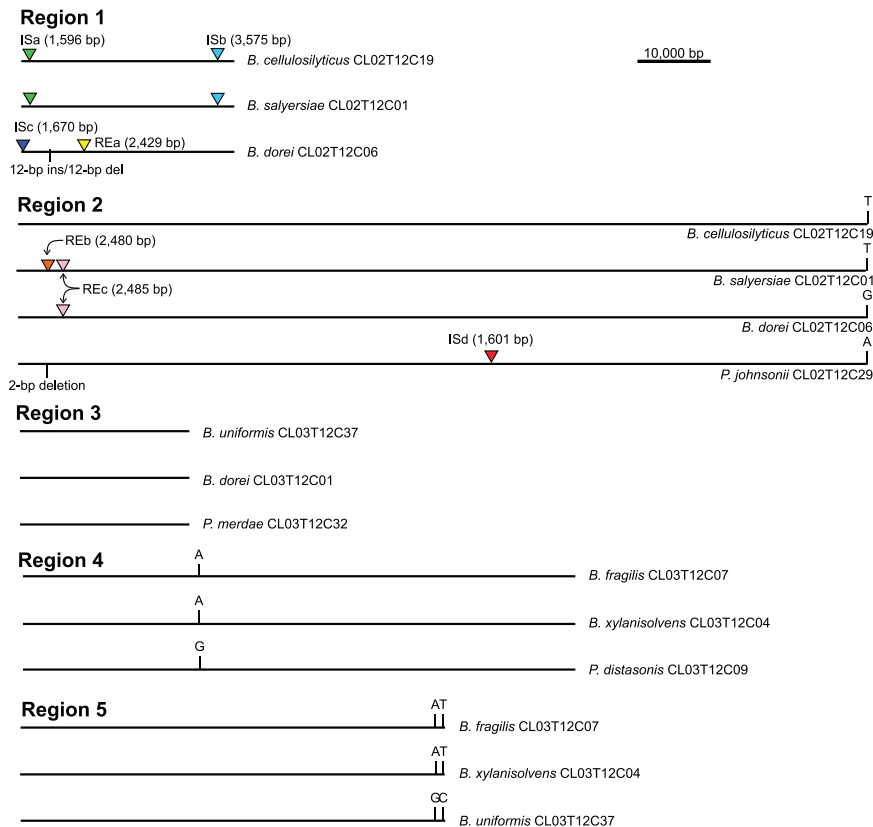 Region 1
ISa (1,596 bp)
ISb (3,575 bp)
10,000 bp
B. cellulosilyticus CL02T12C19
B. salyersiae CL02T12C01
ISc (1,670 bp)
REa (2,429 bp)
B. dorei CL02T12C06
12-bp ins/12-bp del
Region 2
T
B. cellulosilyticus CL02T12C19
REb (2,480 bp)
T
B. salyersiae CL02T12C01
REc (2,485 bp)
G
B. dorei CL02T12C06
ISd (1,601 bp)
A
P. johnsonii CL02T12C29
2-bp deletion
Region 3
B. uniformis CL03T12C37
B. dorei CL03T12C01
P. merdae CL03T12C32
Region 4
A
B. fragilis CL03T12C07
A
B. xylanisolvens CL03T12C04
G
P. distasonis CL03T12C09
Region 5
AT
B. fragilis CL03T12C07
AT
B. xylanisolvens CL03T12C04
GC
B. uniformis CL03T12C37